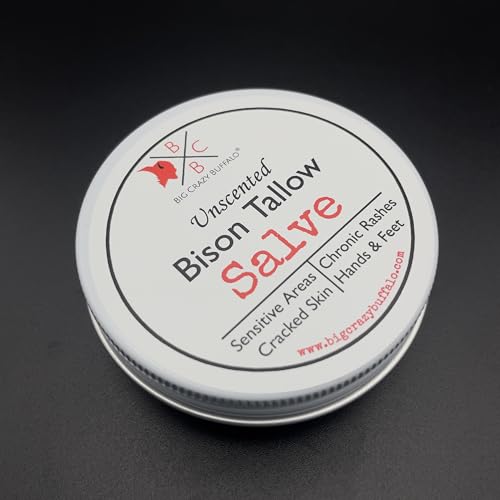 B
B C
B
BIG CRAZY BUFFALO®
Unscented
Bison Tallow
Salve
Sensitive Areas | Chronic Rashes
Cracked Skin | Hands & Feet
www.bigcrazybuffalo.com